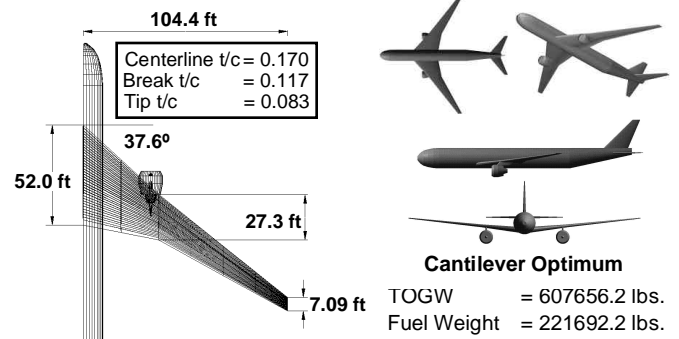 104.4 ft
Centerline t/c = 0.170
Break t/c = 0.117
Tip t/c = 0.083
37.6º
52.0 ft
27.3 ft
7.09 ft
Cantilever Optimum
TOGW = 607656.2 lbs.
Fuel Weight = 221692.2 lbs.